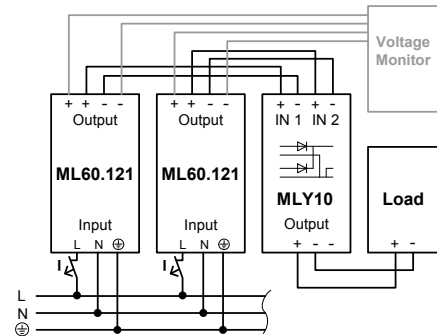 Voltage
Monitor
+ + - -
Output
ML60.121
Input
L N
I
+ + - -
Output
ML60.121
Input
L N
I
+ - + -
IN 1 IN 2
MLY10
Output
+ - -
Load
+ -
L
N